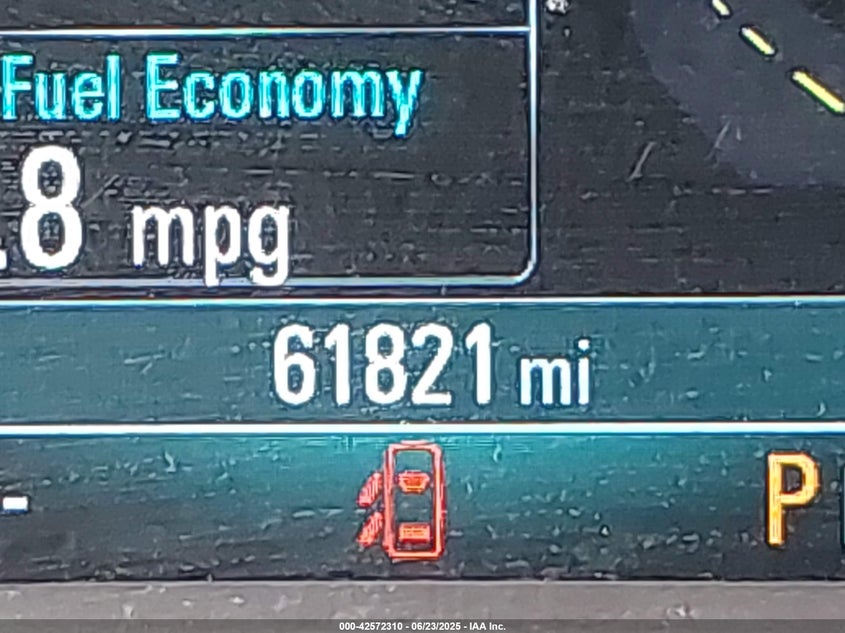 Fuel Economy
.8 mpg
61821 mi
- P
000-42572310 - 06/23/2025 - IAA Inc.